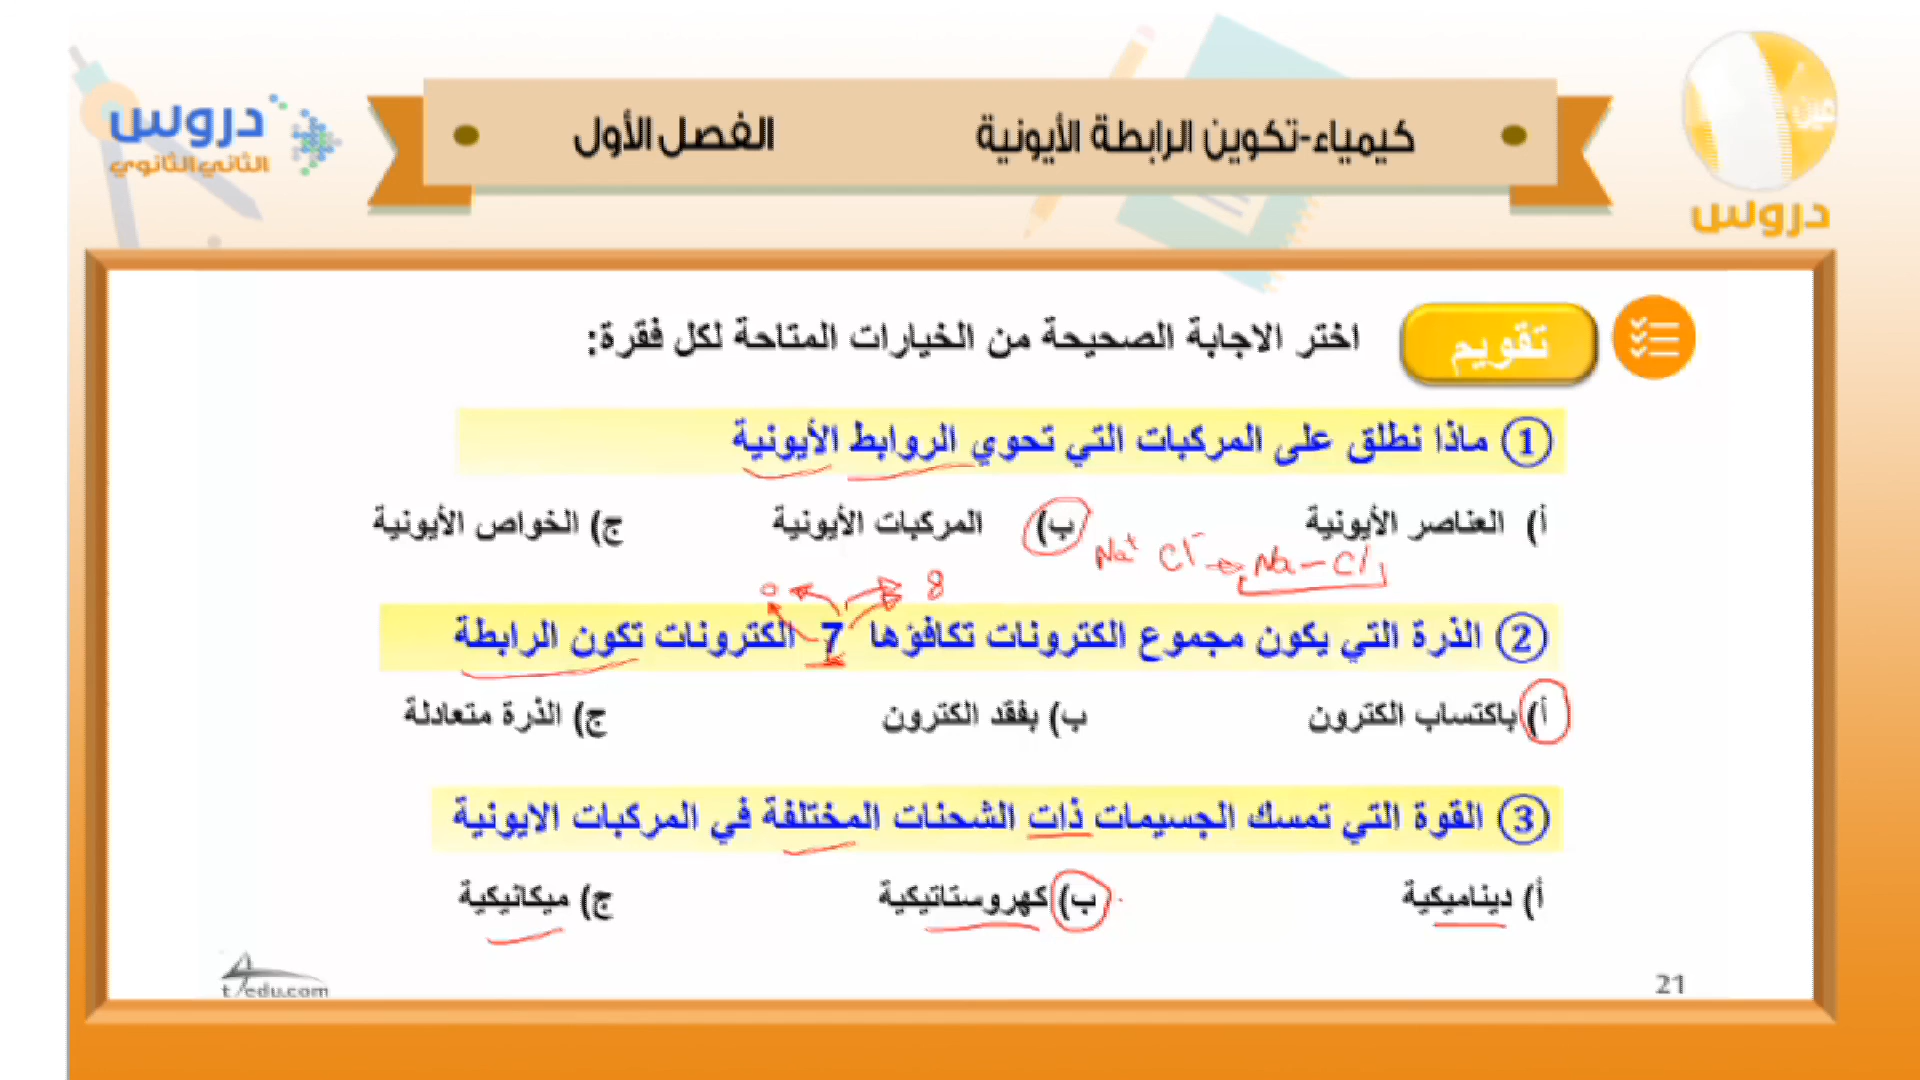 دروس
الثاني الثانوي
كيمياء-تكوين الرابطة الأيونية
الفصل الأول
عين
دروس
تقويم
اختر الاجابة الصحيحة من الخيارات المتاحة لكل فقرة:
① ماذا نطلق على المركبات التي تحوي الروابط الأيونية
أ) العناصر الأيونية ب) المركبات الأيونية ج) الخواص الأيونية
Na+ Cl- → Na – Cl
0 8
② الذرة التي يكون مجموع الكترونات تكافؤها 7 الكترونات تكون الرابطة
أ) باكتساب الكترون ب) بفقد الكترون ج) الذرة متعادلة
③ القوة التي تمسك الجسيمات ذات الشحنات المختلفة في المركبات الايونية
أ) ديناميكية ب) كهروستاتيكية ج) ميكانيكية
t7edu.com
21